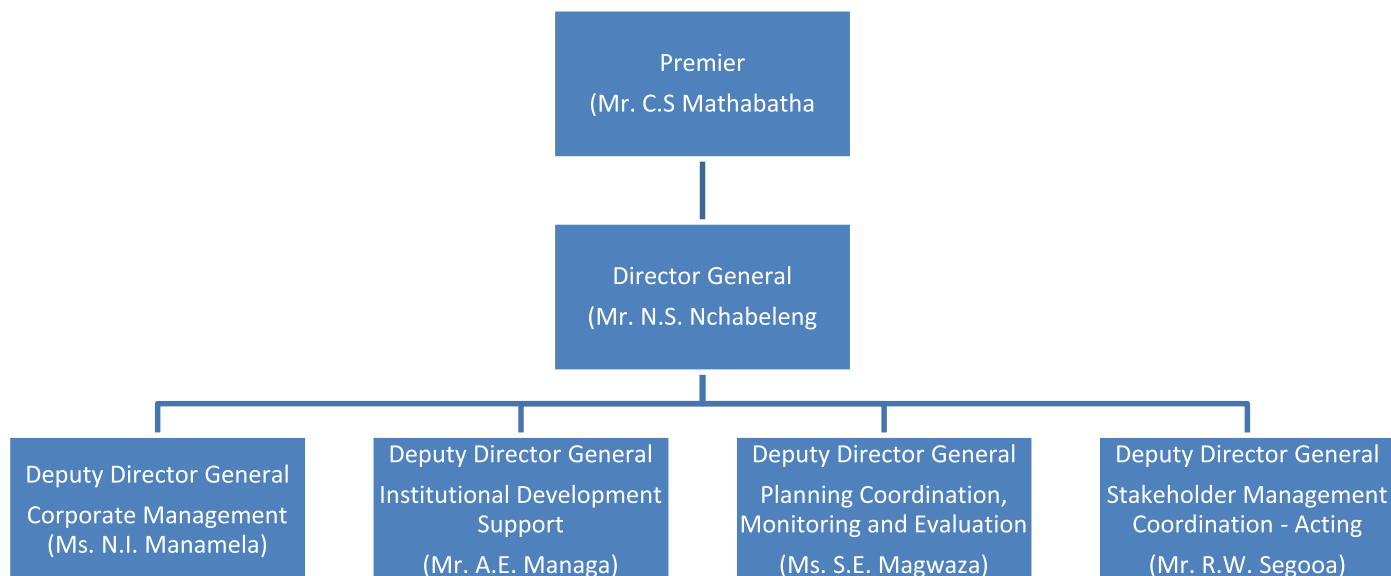 Premier
(Mr. C.S Mathabatha
Director General
(Mr. N.S. Nchabeleng
Deputy Director General
Corporate Management
(Ms. N.I. Manamela)
Deputy Director General
Institutional Development
Support
(Mr. A.E. Managa)
Deputy Director General
Planning Coordination,
Monitoring and Evaluation
(Ms. S.E. Magwaza)
Deputy Director General
Stakeholder Management
Coordination - Acting
(Mr. R.W. Segooa)